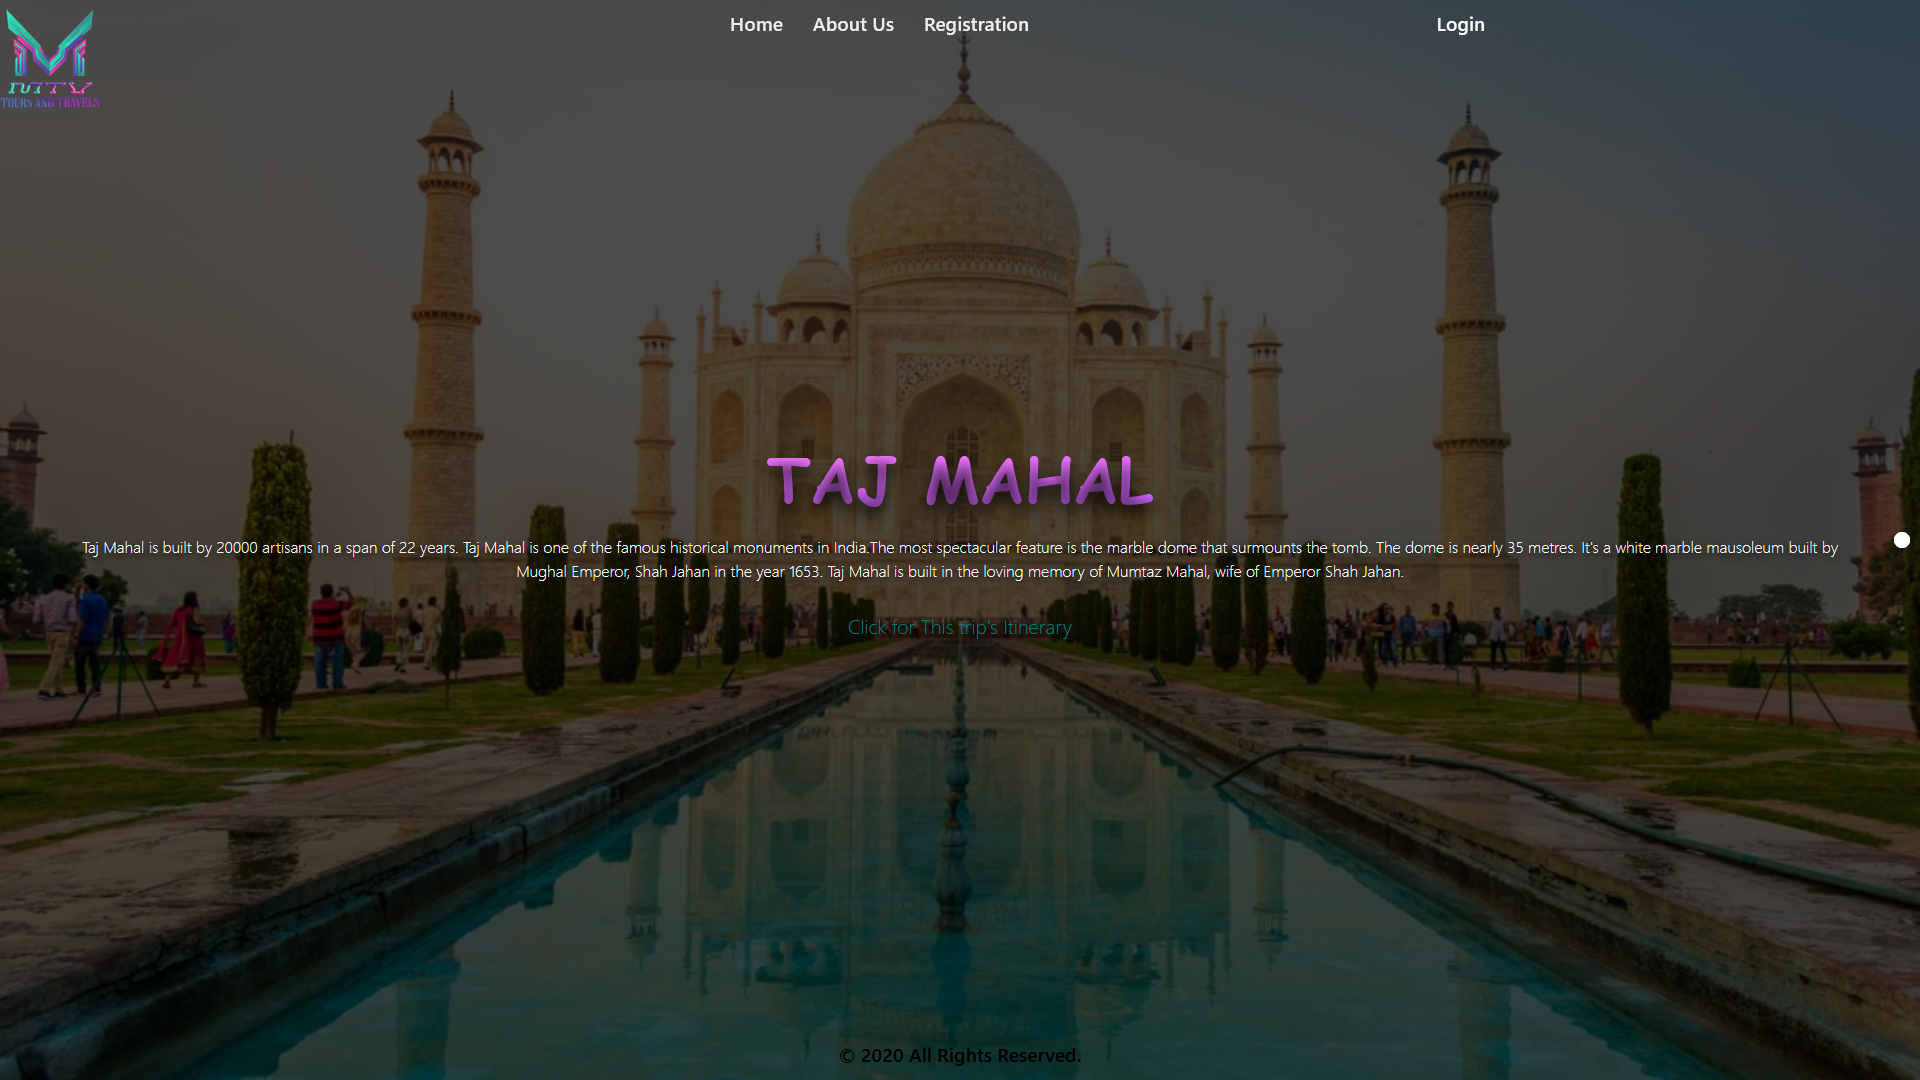 Home About Us Registration Login
MTV
TOURS AND TRAVELS
TAJ MAHAL
Taj Mahal is built by 20000 artisans in a span of 22 years. Taj Mahal is one of the famous historical monuments in India.The most spectacular feature is the marble dome that surmounts the tomb. The dome is nearly 35 metres. It's a white marble mausoleum built by
Mughal Emperor, Shah Jahan in the year 1653. Taj Mahal is built in the loving memory of Mumtaz Mahal, wife of Emperor Shah Jahan.
Click for This trip's Itinerary
© 2020 All Rights Reserved.